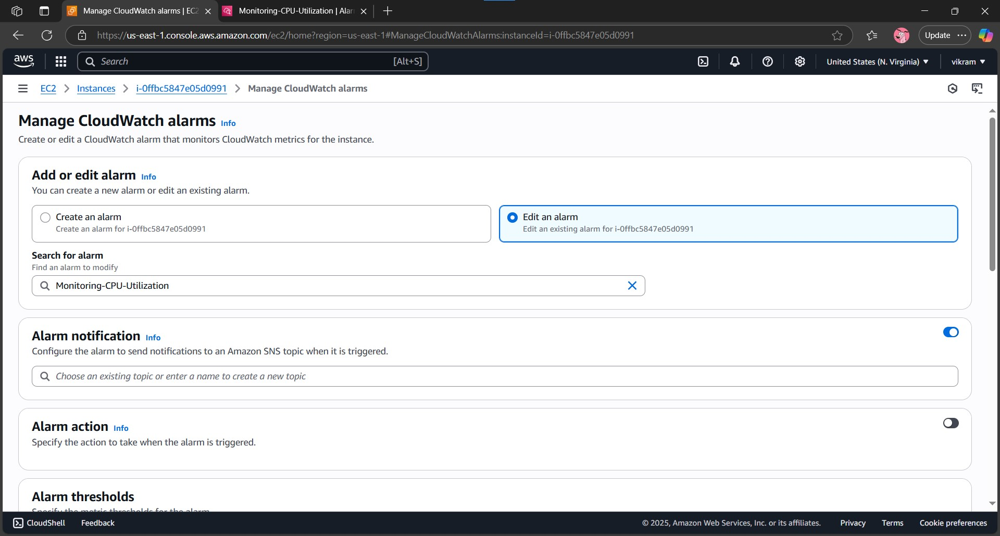 Manage CloudWatch alarms | EC2
Monitoring-CPU-Utilization | Alar
https://us-east-1.console.aws.amazon.com/ec2/home?region=us-east-1#ManageCloudWatchAlarms:instanceId=i-0ffbc5847e05d0991
Update
aws
Search
[Alt+S]
United States (N. Virginia)
vikram
EC2 > Instances > i-0ffbc5847e05d0991 > Manage CloudWatch alarms
Manage CloudWatch alarms Info
Create or edit a CloudWatch alarm that monitors CloudWatch metrics for the instance.
Add or edit alarm Info
You can create a new alarm or edit an existing alarm.
Create an alarm
Create an alarm for i-0ffbc5847e05d0991
Edit an alarm
Edit an existing alarm for i-0ffbc5847e05d0991
Search for alarm
Find an alarm to modify
Monitoring-CPU-Utilization
Alarm notification Info
Configure the alarm to send notifications to an Amazon SNS topic when it is triggered.
Choose an existing topic or enter a name to create a new topic
Alarm action Info
Specify the action to take when the alarm is triggered.
Alarm thresholds
Specify the metric thresholds for the alarm.
CloudShell
Feedback
© 2025, Amazon Web Services, Inc. or its affiliates.
Privacy
Terms
Cookie preferences